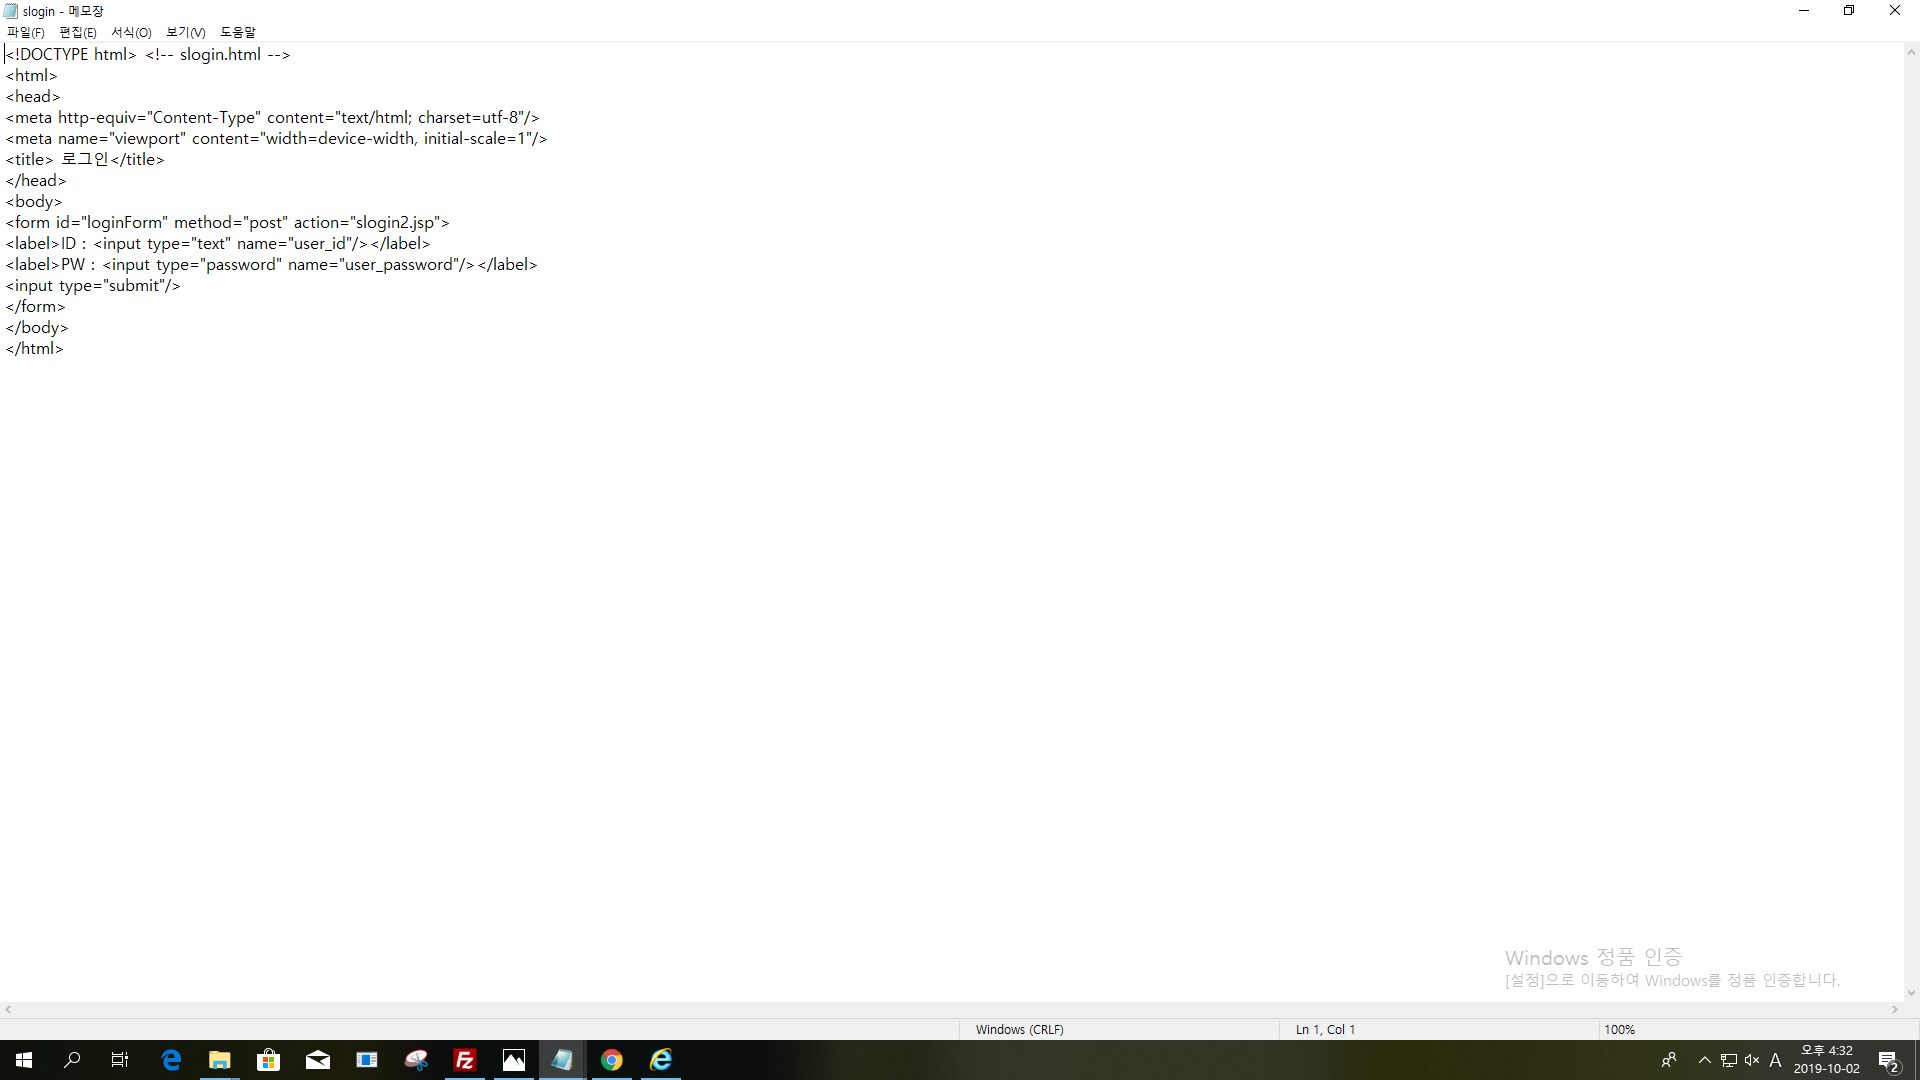 slogin - 메모장
파일(F) 편집(E) 서식(O) 보기(V) 도움말
<!DOCTYPE html> <!-- slogin.html -->
<html>
<head>
<meta http-equiv="Content-Type" content="text/html; charset=utf-8"/>
<meta name="viewport" content="width=device-width, initial-scale=1"/>
<title> 로그인</title>
</head>
<body>
<form id="loginForm" method="post" action="slogin2.jsp">
<label>ID : <input type="text" name="user_id"/></label>
<label>PW : <input type="password" name="user_password"/></label>
<input type="submit"/>
</form>
</body>
</html>
Windows 정품 인증
[설정]으로 이동하여 Windows를 정품 인증합니다.
Windows (CRLF) Ln 1, Col 1 100%
A 오후 4:32
2019-10-02
2